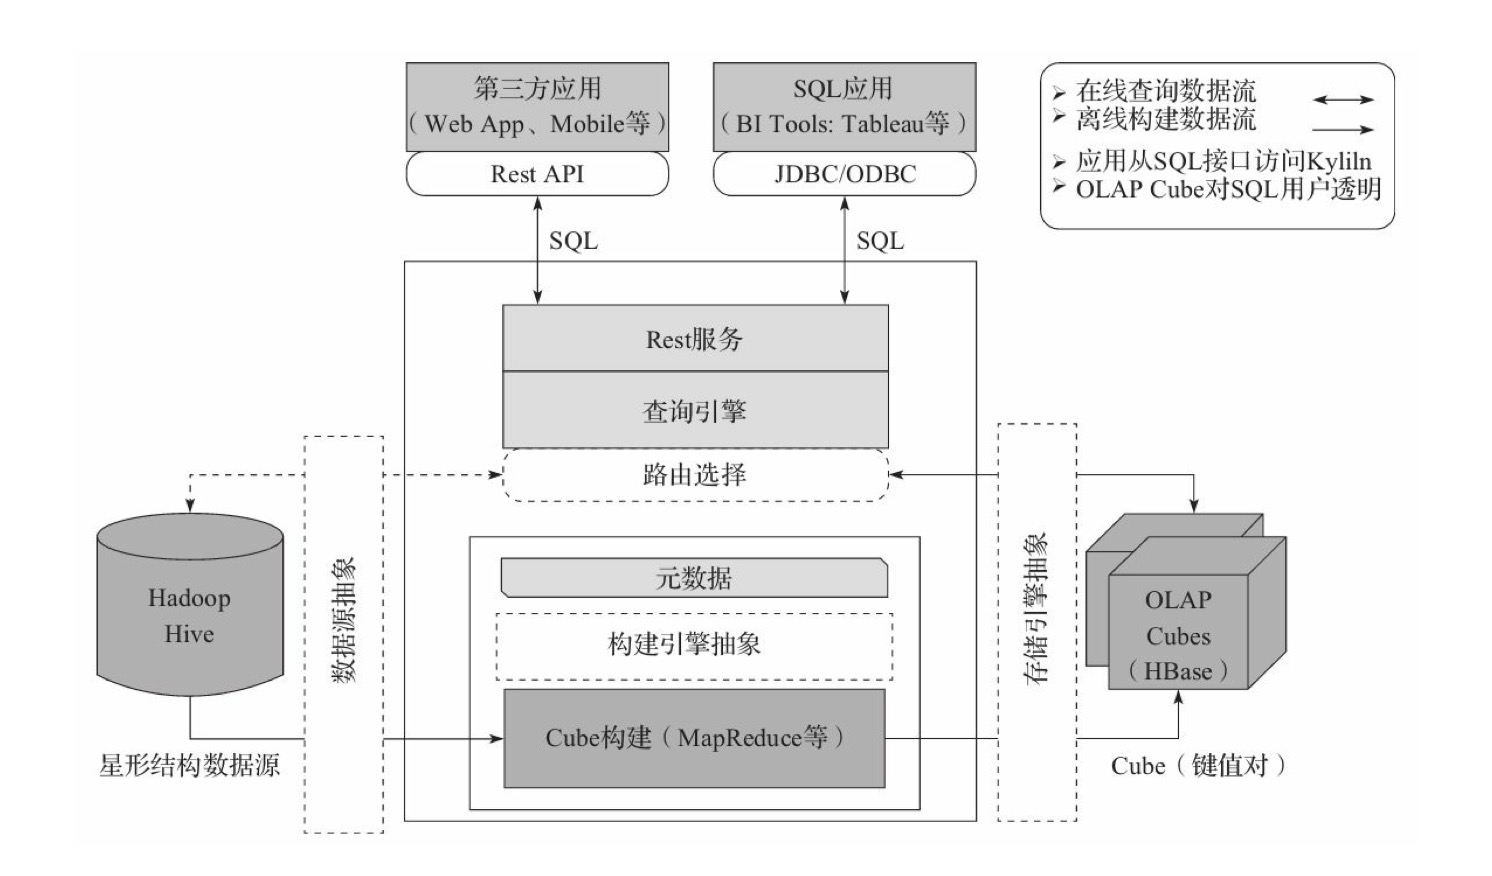 第三方应用
（Web App、Mobile等）
Rest API
SQL应用
（BI Tools: Tableau等）
JDBC/ODBC
➢ 在线查询数据流
➢ 离线构建数据流
➢ 应用从SQL接口访问Kyliln
➢ OLAP Cube对SQL用户透明
SQL
SQL
Rest服务
查询引擎
路由选择
数据源抽象
存储引擎抽象
Hadoop
Hive
元数据
构建引擎抽象
Cube构建（MapReduce等）
OLAP
Cubes
（HBase）
星形结构数据源
Cube（键值对）